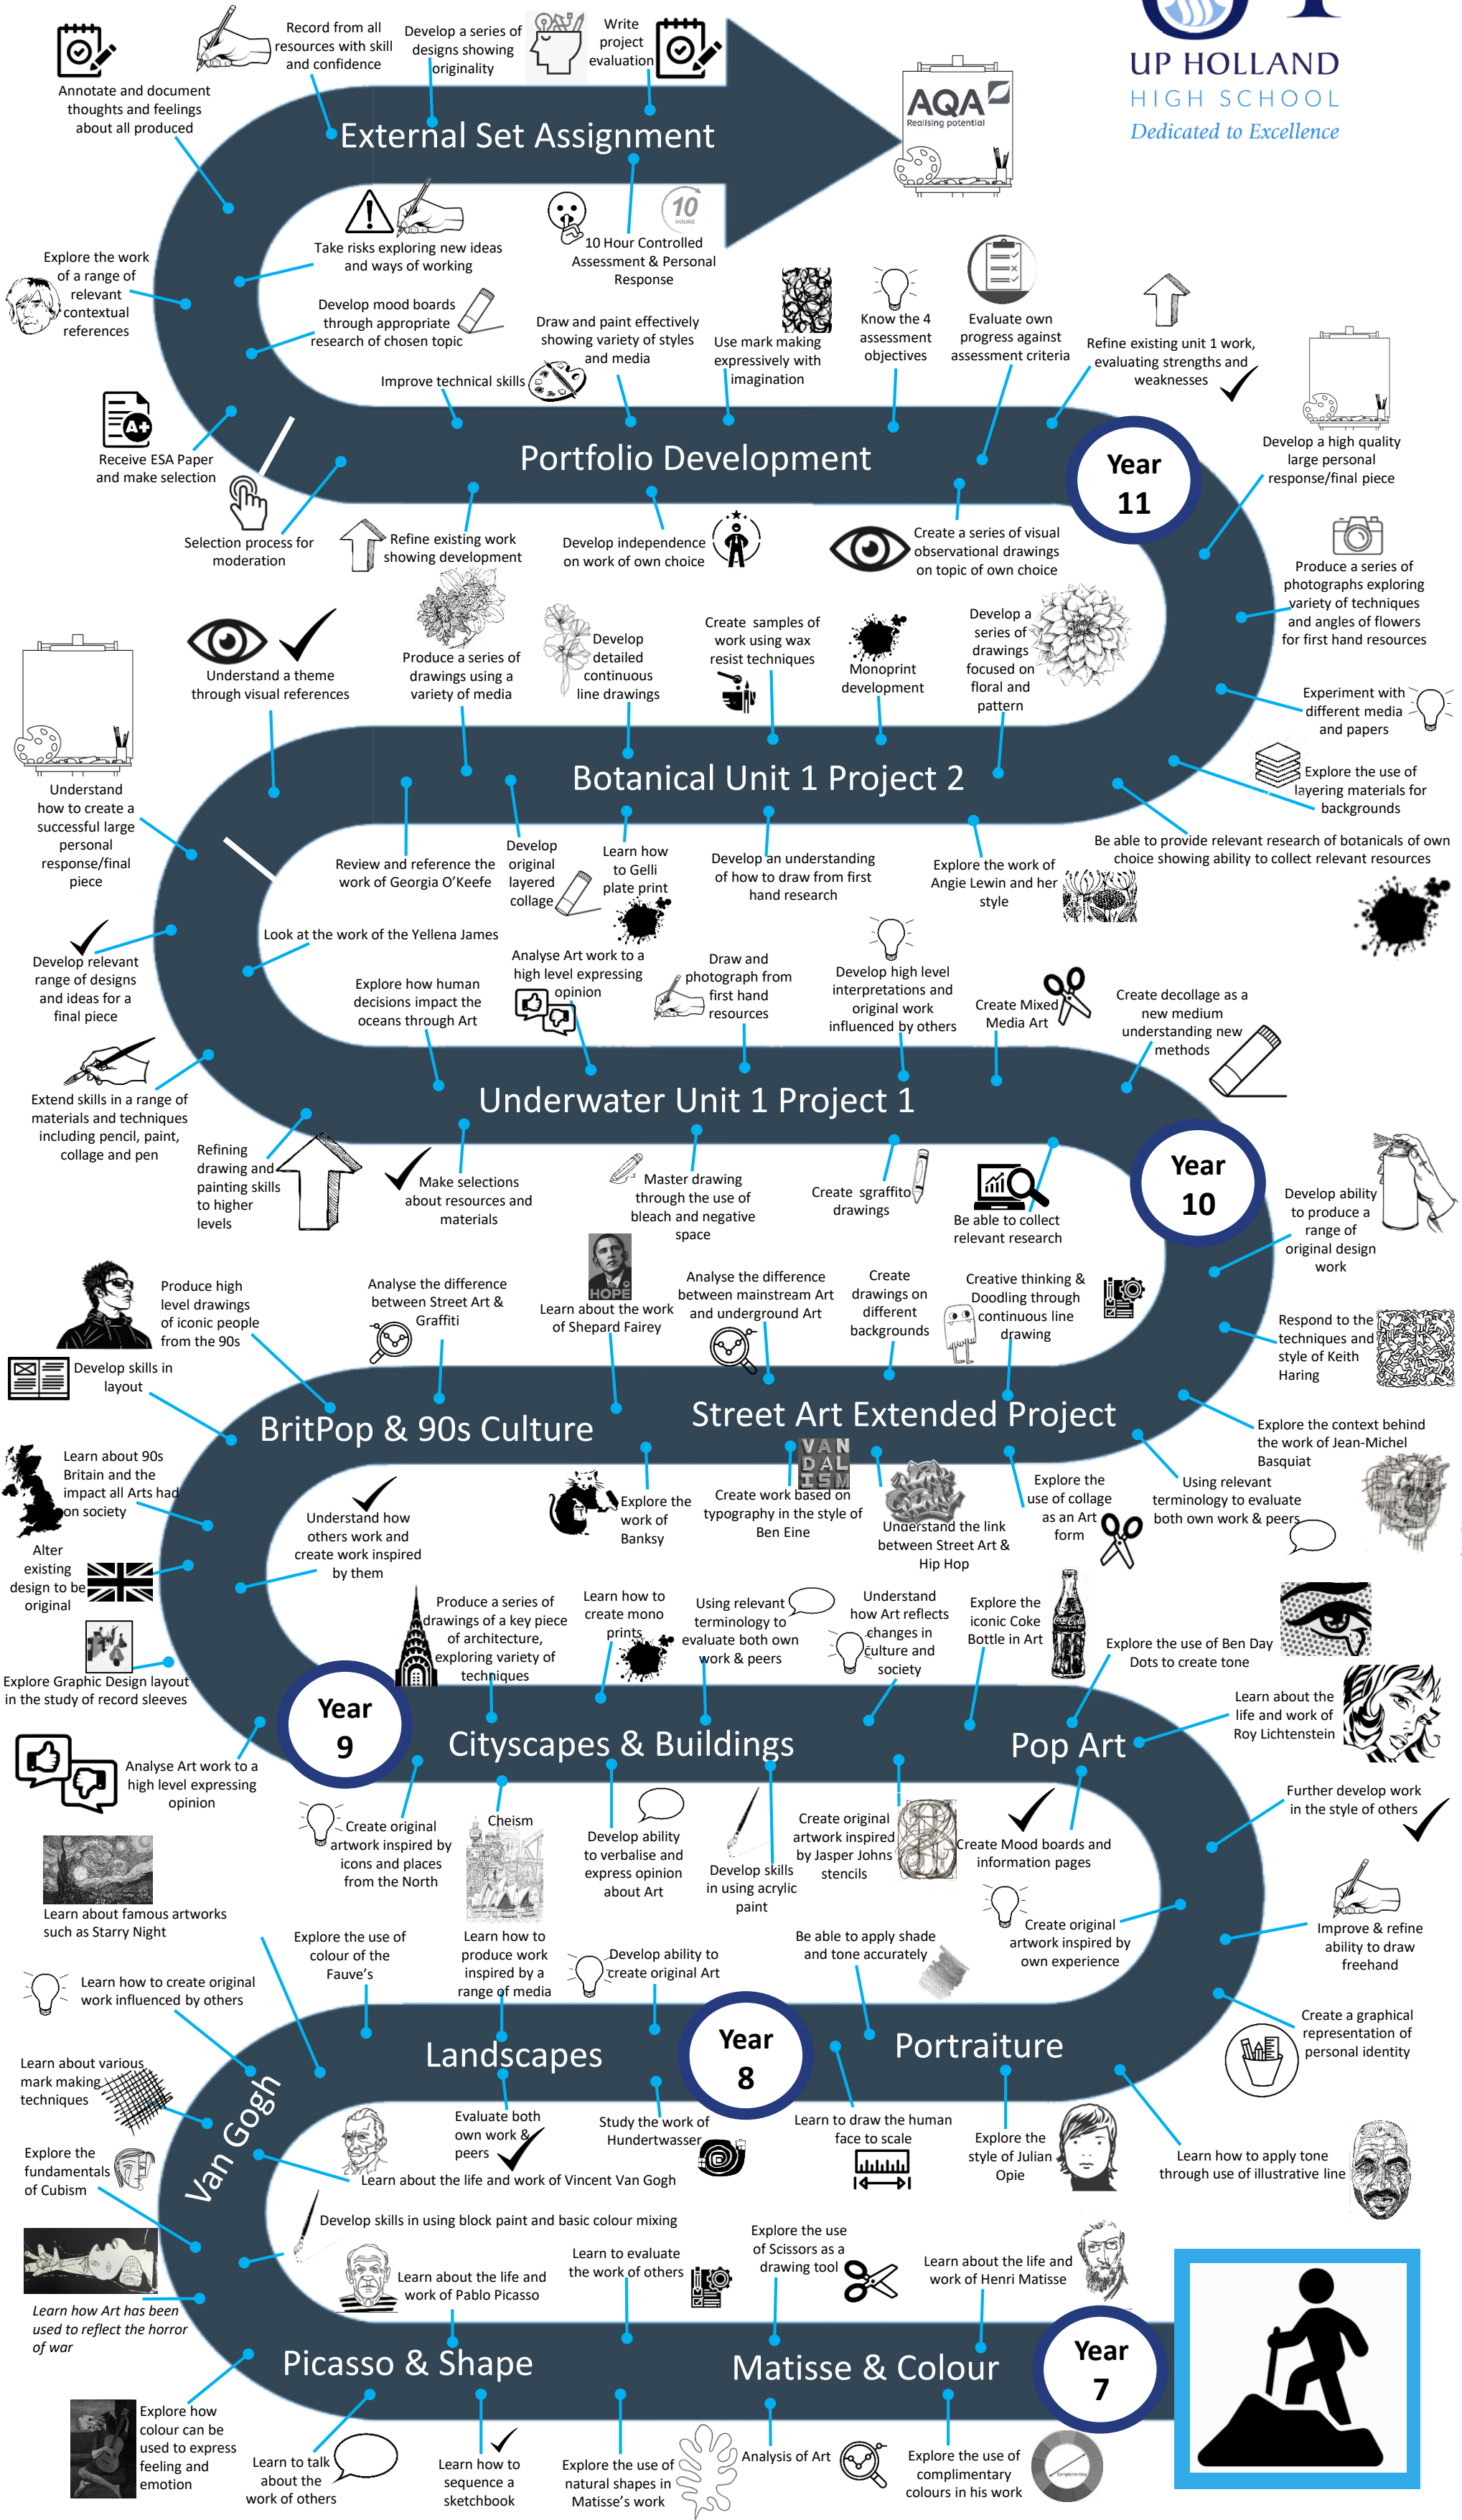 UP HOLLAND
HIGH SCHOOL
Dedicated to Excellence
AQA
Realising potential
Annotate and document
thoughts and feelings
about all produced
Record from all
resources with skill
and confidence
Develop a series of
designs showing
originality
Write
project
evaluation
External Set Assignment
Explore the work
of a range of
relevant
contextual
references
Take risks exploring new ideas
and ways of working
10
HOURS
10 Hour Controlled
Assessment & Personal
Response
Develop mood boards
through appropriate
research of chosen topic
Improve technical skills
Draw and paint effectively
showing variety of styles
and media
Use mark making
expressively with
imagination
Know the 4
assessment
objectives
Evaluate own
progress against
assessment criteria
Refine existing unit 1 work,
evaluating strengths and
weaknesses
A+
Receive ESA Paper
and make selection
Portfolio Development
Year
11
Develop a high quality
large personal
response/final piece
Selection process for
moderation
Refine existing work
showing development
Develop independence
on work of own choice
Create a series of visual
observational drawings
on topic of own choice
Produce a series of
photographs exploring
variety of techniques
and angles of flowers
for first hand resources
Understand a theme
through visual references
Produce a series of
drawings using a
variety of media
Develop
detailed
continuous
line drawings
Create samples of
work using wax
resist techniques
Monoprint
development
Develop a
series of
drawings
focused on
floral and
pattern
Experiment with
different media
and papers
Explore the use of
layering materials for
backgrounds
Botanical Unit 1 Project 2
Understand
how to create a
successful large
personal
response/final
piece
Review and reference the
work of Georgia O'Keefe
Develop
original
layered
collage
Learn how
to Gelli
plate print
Develop an understanding
of how to draw from first
hand research
Explore the work of
Angie Lewin and her
style
Be able to provide relevant research of botanicals of own
choice showing ability to collect relevant resources
Develop relevant
range of designs
and ideas for a
final piece
Look at the work of the Yellena James
Explore how human
decisions impact the
oceans through Art
Analyse Art work to a
high level expressing
opinion
Draw and
photograph from
first hand
resources
Develop high level
interpretations and
original work
influenced by others
Create Mixed
Media Art
Create decollage as a
new medium
understanding new
methods
Underwater Unit 1 Project 1
Extend skills in a range of
materials and techniques
including pencil, paint,
collage and pen
Refining
drawing and
painting skills
to higher
levels
Make selections
about resources and
materials
Master drawing
through the use of
bleach and negative
space
Create sgraffito
drawings
Be able to collect
relevant research
Year
10
Develop ability
to produce a
range of
original design
work
Produce high
level drawings
of iconic people
from the 90s
Analyse the difference
between Street Art &
Graffiti
HOPE
Learn about the work
of Shepard Fairey
Analyse the difference
between mainstream Art
and underground Art
Create
drawings on
different
backgrounds
Creative thinking &
Doodling through
continuous line
drawing
Respond to the
techniques and
style of Keith
Haring
Develop skills in
layout
BritPop & 90s Culture
Street Art Extended Project
Explore the context behind
the work of Jean-Michel
Basquiat
Learn about 90s
Britain and the
impact all Arts had
on society
Understand how
others work and
create work inspired
by them
Explore the
work of
Banksy
VAN
DAL
ISM
Create work based on
typography in the style of
Ben Eine
Understand the link
between Street Art &
Hip Hop
Explore the
use of collage
as an Art
form
Using relevant
terminology to evaluate
both own work & peers
Alter
existing
design to be
original
Explore Graphic Design layout
in the study of record sleeves
Produce a series of
drawings of a key piece
of architecture,
exploring variety of
techniques
Learn how to
create mono
prints
Using relevant
terminology to
evaluate both own
work & peers
Understand
how Art reflects
changes in
culture and
society
Explore the
iconic Coke
Bottle in Art
Coca-Cola
Explore the use of Ben Day
Dots to create tone
Learn about the
life and work of
Roy Lichtenstein
Year
9
Cityscapes & Buildings
Pop Art
Analyse Art work to a
high level expressing
opinion
Create original
artwork inspired by
icons and places
from the North
Cheism
Develop ability
to verbalise and
express opinion
about Art
Develop skills
in using acrylic
paint
Create original
artwork inspired
by Jasper Johns
stencils
Create Mood boards and
information pages
Further develop work
in the style of others
Learn about famous artworks
such as Starry Night
Explore the use of
colour of the
Fauve's
Learn how to
produce work
inspired by a
range of media
Develop ability to
create original Art
Be able to apply shade
and tone accurately
Create original
artwork inspired by
own experience
Improve & refine
ability to draw
freehand
Learn how to create original
work influenced by others
Landscapes
Year
8
Portraiture
Create a graphical
representation of
personal identity
Learn about various
mark making
techniques
Van Gogh
Evaluate both
own work &
peers
Study the work of
Hundertwasser
Learn to draw the human
face to scale
Explore the
style of Julian
Opie
Learn how to apply tone
through use of illustrative line
Explore the
fundamentals
of Cubism
Learn about the life and work of Vincent Van Gogh
Develop skills in using block paint and basic colour mixing
Learn how Art has been
used to reflect the horror
of war
Learn about the life and
work of Pablo Picasso
Learn to evaluate
the work of others
Explore the use
of Scissors as a
drawing tool
Learn about the life and
work of Henri Matisse
Picasso & Shape
Matisse & Colour
Year
7
Explore how
colour can be
used to express
feeling and
emotion
Learn to talk
about the
work of others
Learn how to
sequence a
sketchbook
Explore the use of
natural shapes in
Matisse's work
Analysis of Art
Explore the use of
complimentary
colours in his work
Complementary